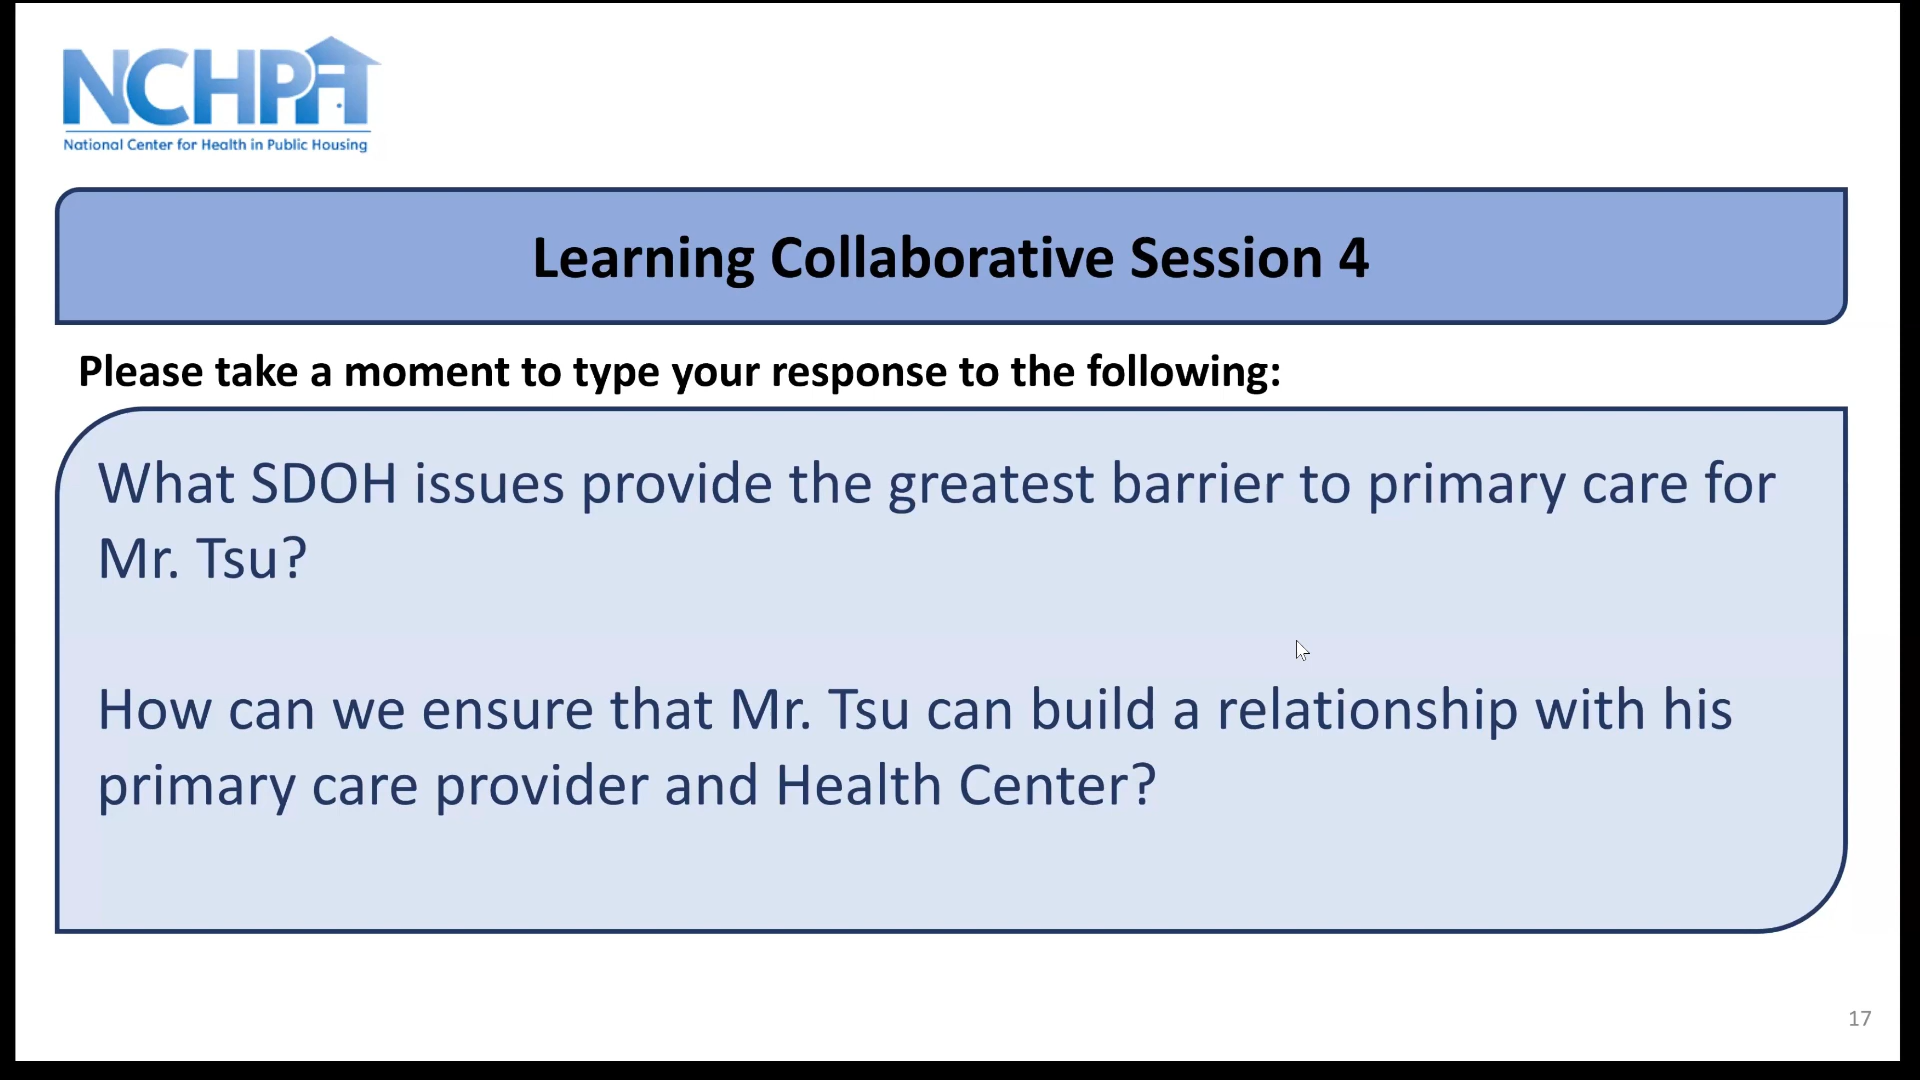 NCHPH
National Center for Health in Public Housing
Learning Collaborative Session 4
Please take a moment to type your response to the following:
What SDOH issues provide the greatest barrier to primary care for
Mr. Tsu?
How can we ensure that Mr. Tsu can build a relationship with his
primary care provider and Health Center?
17